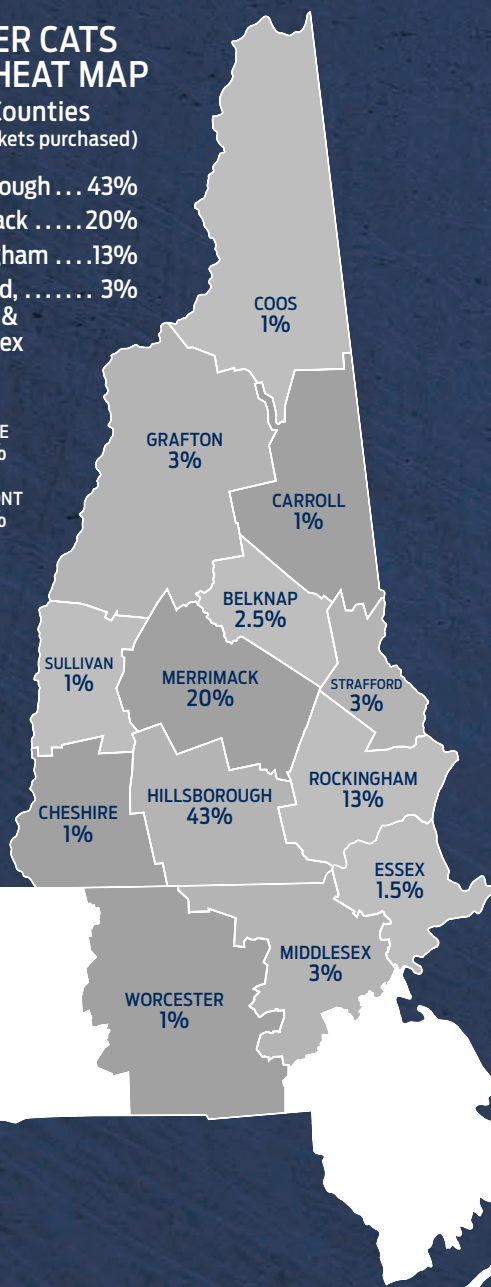 ER CATS
HEAT MAP
Counties
kets purchased)
ough ... 43%
ack ..... 20%
gham .... 13%
d, ....... 3%
&
ex
E
NT
COOS
1%
GRAFTON
3%
CARROLL
1%
BELKNAP
2.5%
SULLIVAN
1%
MERRIMACK
20%
STRAFFORD
3%
CHESHIRE
1%
HILLSBOROUGH
43%
ROCKINGHAM
13%
ESSEX
1.5%
MIDDLESEX
3%
WORCESTER
1%